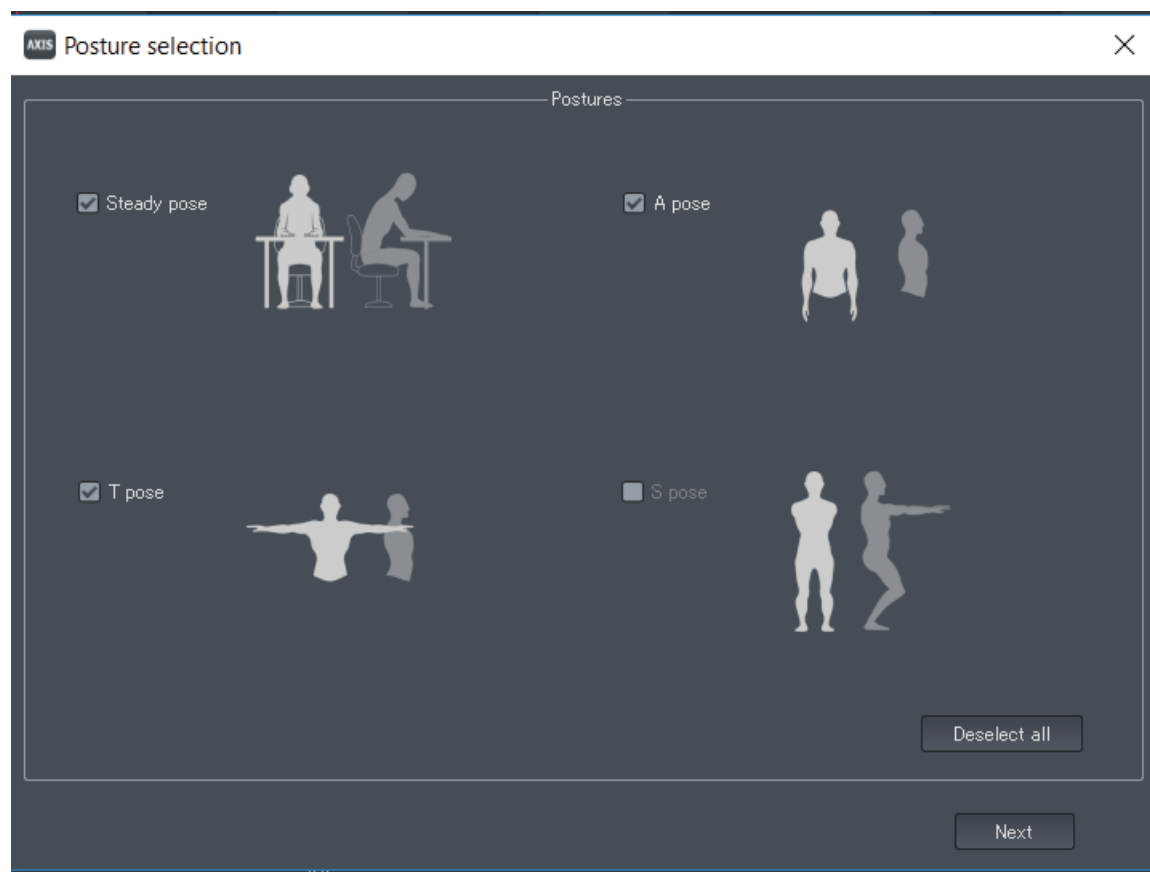 AXIS Posture selection
Postures
Steady pose
A pose
T pose
S pose
Deselect all
Next